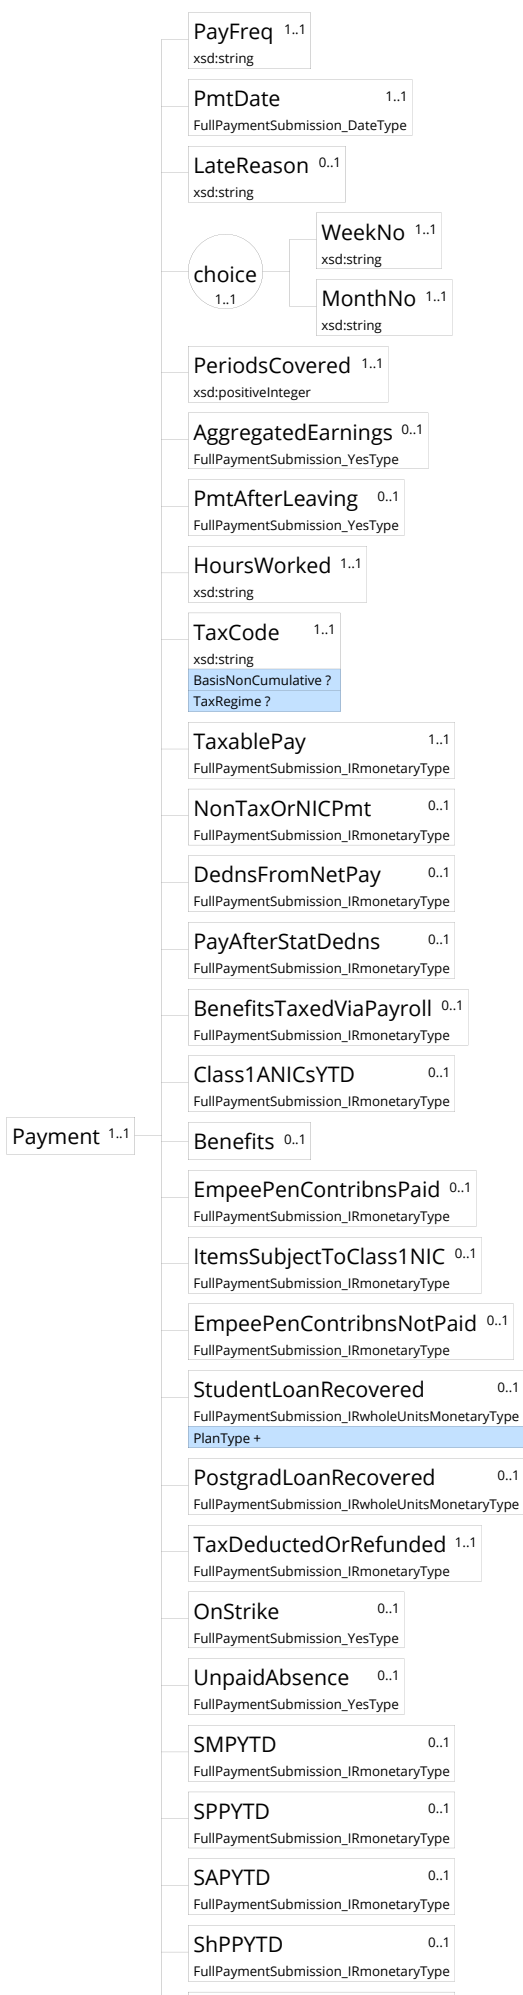 PayFreq 1..1
xsd:string
PmtDate 1..1
FullPaymentSubmission_DateType
LateReason 0..1
xsd:string
choice
1..1
WeekNo 1..1
xsd:string
MonthNo 1..1
xsd:string
PeriodsCovered 1..1
xsd:positiveInteger
AggregatedEarnings 0..1
FullPaymentSubmission_YesType
PmtAfterLeaving 0..1
FullPaymentSubmission_YesType
HoursWorked 1..1
xsd:string
TaxCode 1..1
xsd:string
BasisNonCumulative ?
TaxRegime ?
TaxablePay 1..1
FullPaymentSubmission_IRmonetaryType
NonTaxOrNICPmt 0..1
FullPaymentSubmission_IRmonetaryType
DednsFromNetPay 0..1
FullPaymentSubmission_IRmonetaryType
PayAfterStatDedns 0..1
FullPaymentSubmission_IRmonetaryType
BenefitsTaxedViaPayroll 0..1
FullPaymentSubmission_IRmonetaryType
Class1ANICsYTD 0..1
FullPaymentSubmission_IRmonetaryType
Payment 1..1
Benefits 0..1
EmpeePenContribnsPaid 0..1
FullPaymentSubmission_IRmonetaryType
ItemsSubjectToClass1NIC 0..1
FullPaymentSubmission_IRmonetaryType
EmpeePenContribnsNotPaid 0..1
FullPaymentSubmission_IRmonetaryType
StudentLoanRecovered 0..1
FullPaymentSubmission_IRwholeUnitsMonetaryType
PlanType +
PostgradLoanRecovered 0..1
FullPaymentSubmission_IRwholeUnitsMonetaryType
TaxDeductedOrRefunded 1..1
FullPaymentSubmission_IRmonetaryType
OnStrike 0..1
FullPaymentSubmission_YesType
UnpaidAbsence 0..1
FullPaymentSubmission_YesType
SMPYTD 0..1
FullPaymentSubmission_IRmonetaryType
SPPYTD 0..1
FullPaymentSubmission_IRmonetaryType
SAPYTD 0..1
FullPaymentSubmission_IRmonetaryType
ShPPYTD 0..1
FullPaymentSubmission_IRmonetaryType